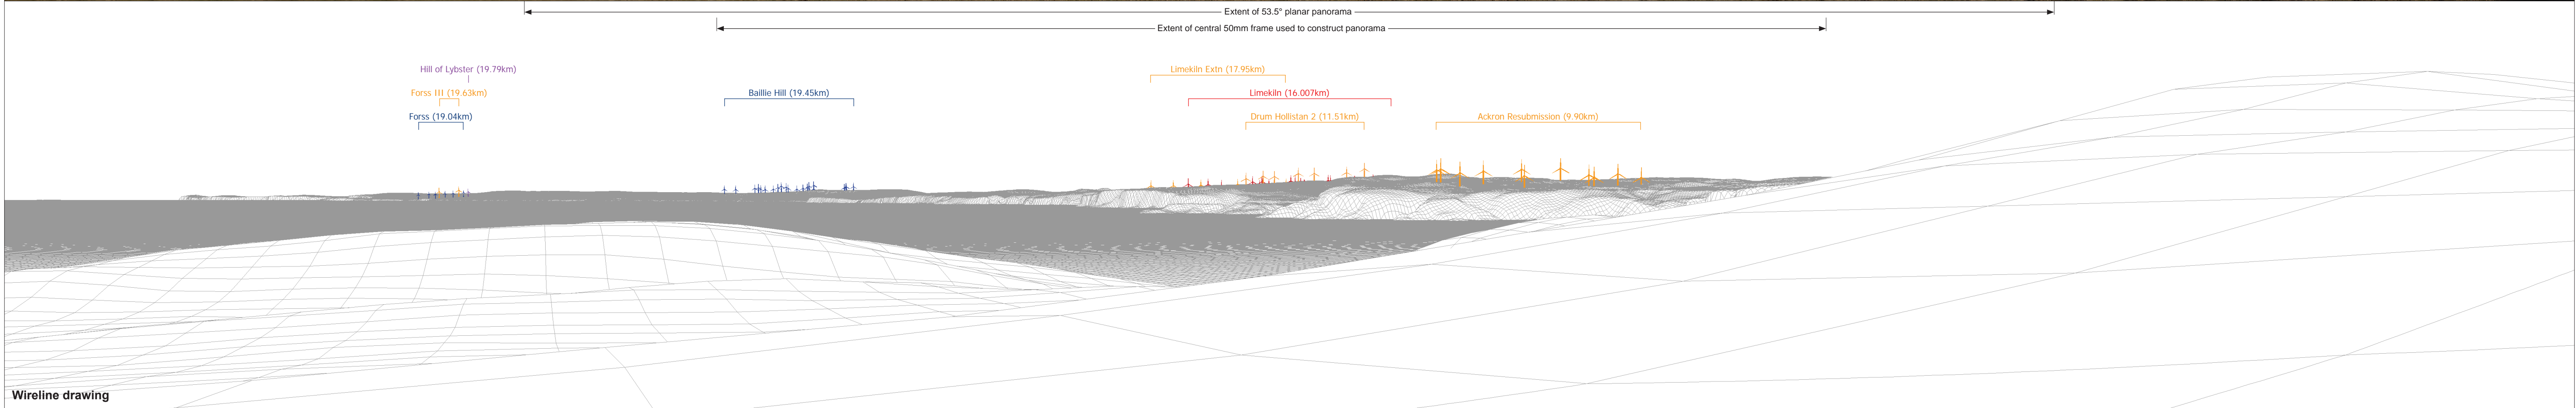 Extent of 53.5° planar panorama
Extent of central 50mm frame used to construct panorama
Hill of Lybster (19.79km)
Limekiln Extn (17.95km)
Forss III (19.63km)
Baillie Hill (19.45km)
Limekiln (16.007km)
Forss (19.04km)
Drum Hollistan 2 (11.51km)
Ackron Resubmission (9.90km)
Wireline drawing